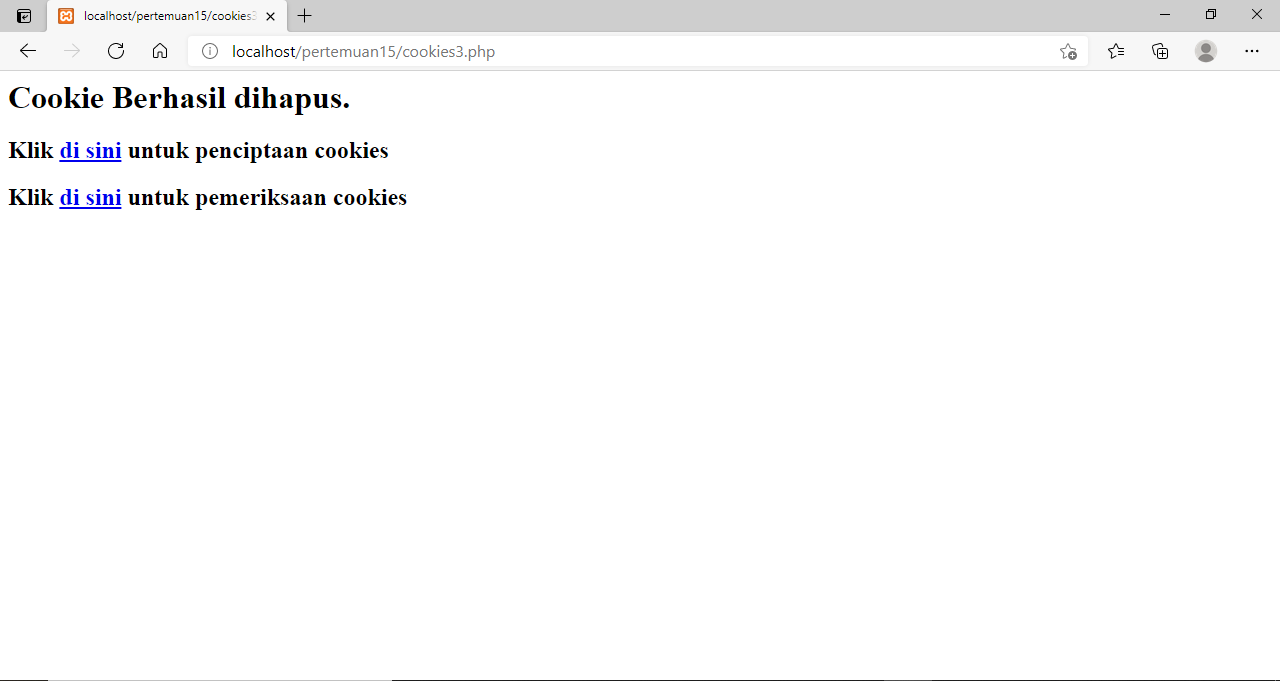 localhost/pertemuan15/cookies3
localhost/pertemuan15/cookies3.php
Cookie Berhasil dihapus.
Klik di sini untuk penciptaan cookies
Klik di sini untuk pemeriksaan cookies